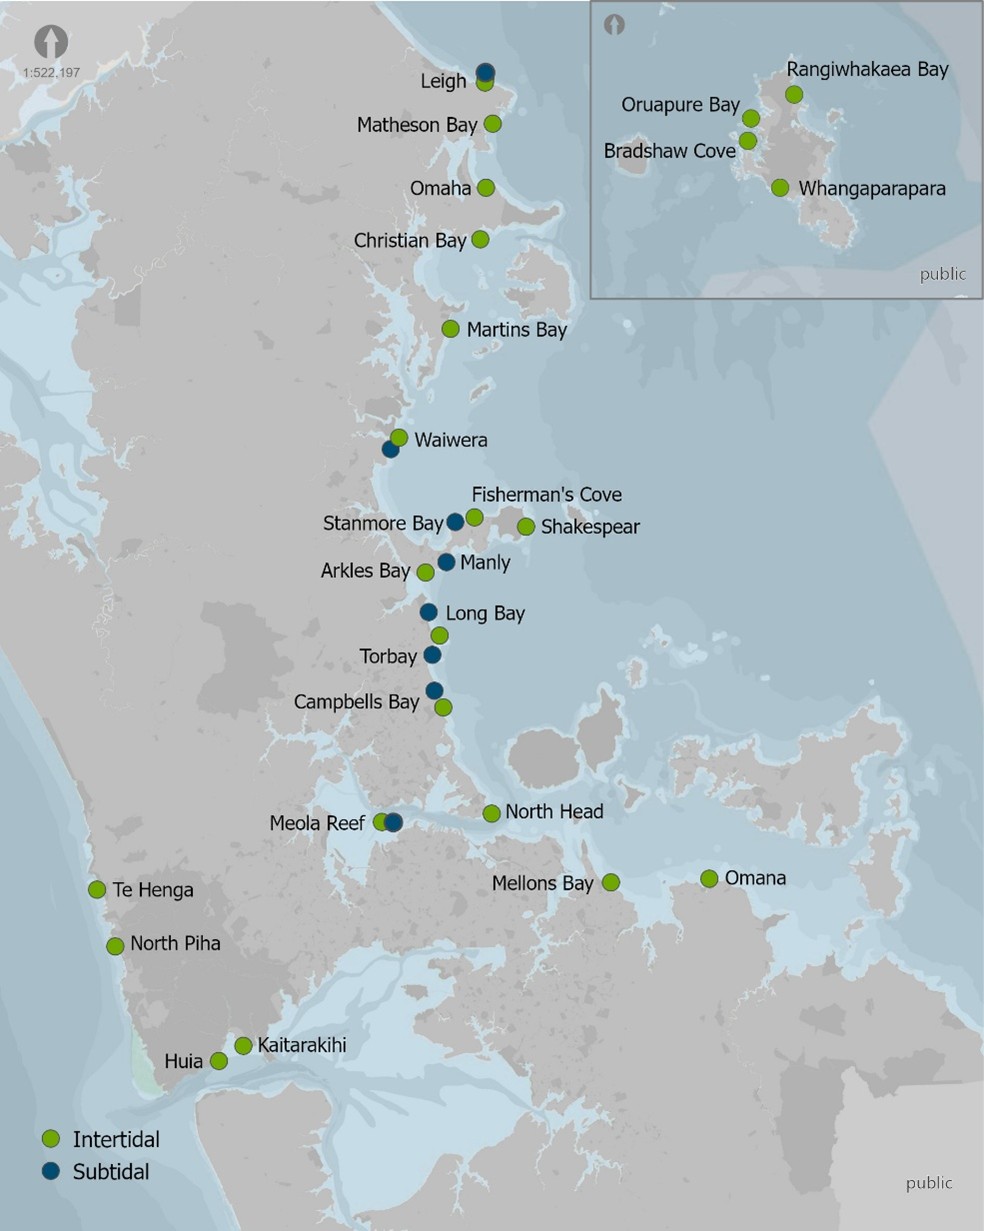 1:522,197
Leigh
Matheson Bay
Omaha
Christian Bay
Martins Bay
Waiwera
Fisherman's Cove
Stanmore Bay
Shakespear
Manly
Arkles Bay
Long Bay
Torbay
Campbells Bay
North Head
Meola Reef
Mellons Bay
Omana
Te Henga
North Piha
Kaitarakihi
Huia
Intertidal
Subtidal
public
Rangiwhakaea Bay
Oruapure Bay
Bradshaw Cove
Whangaparapara
public